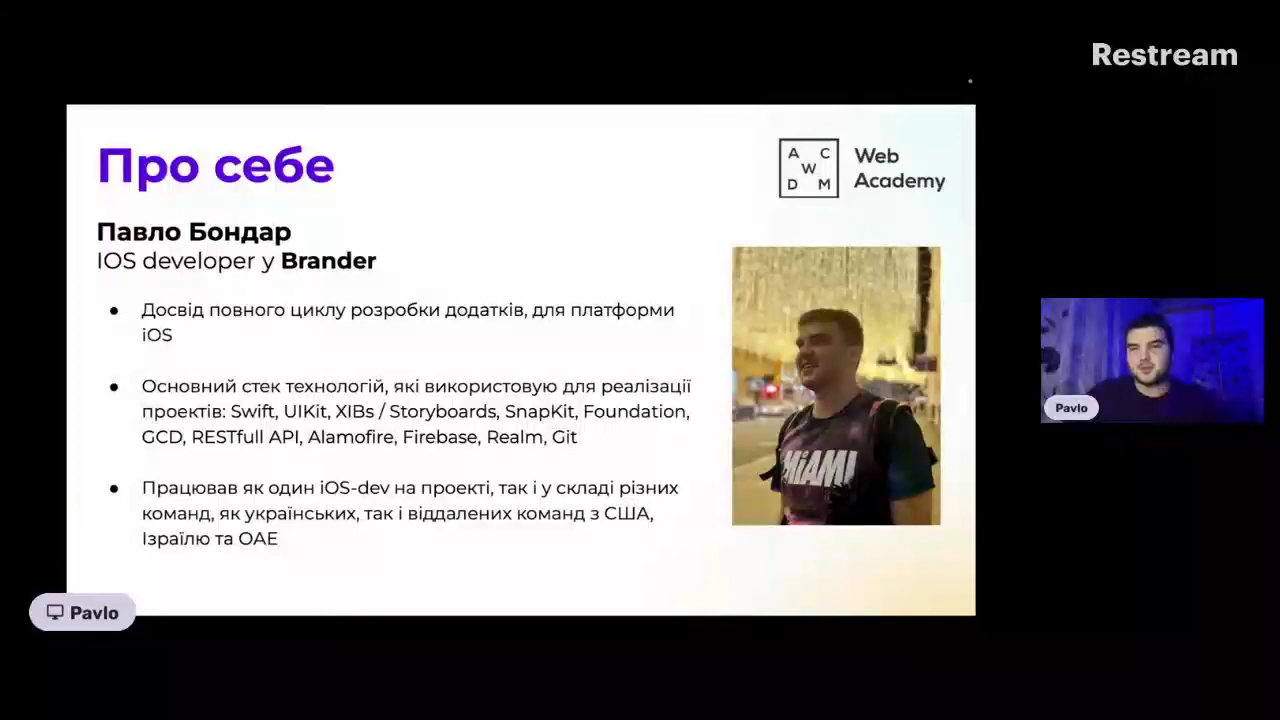 Restream
Про себе
A C
W
D M
Web
Academy
Павло Бондар
IOS developer у Brander
● Досвід повного циклу розробки додатків, для платформи
iOS
● Основний стек технологій, які використовую для реалізації
проектів: Swift, UIKit, XIBs / Storyboards, SnapKit, Foundation,
GCD, RESTfull API, Alamofire, Firebase, Realm, Git
● Працював як один iOS-dev на проекті, так і у складі різних
команд, як українських, так і віддалених команд з США,
Ізраїлю та ОАЕ
MIAMI
Pavlo
Pavlo